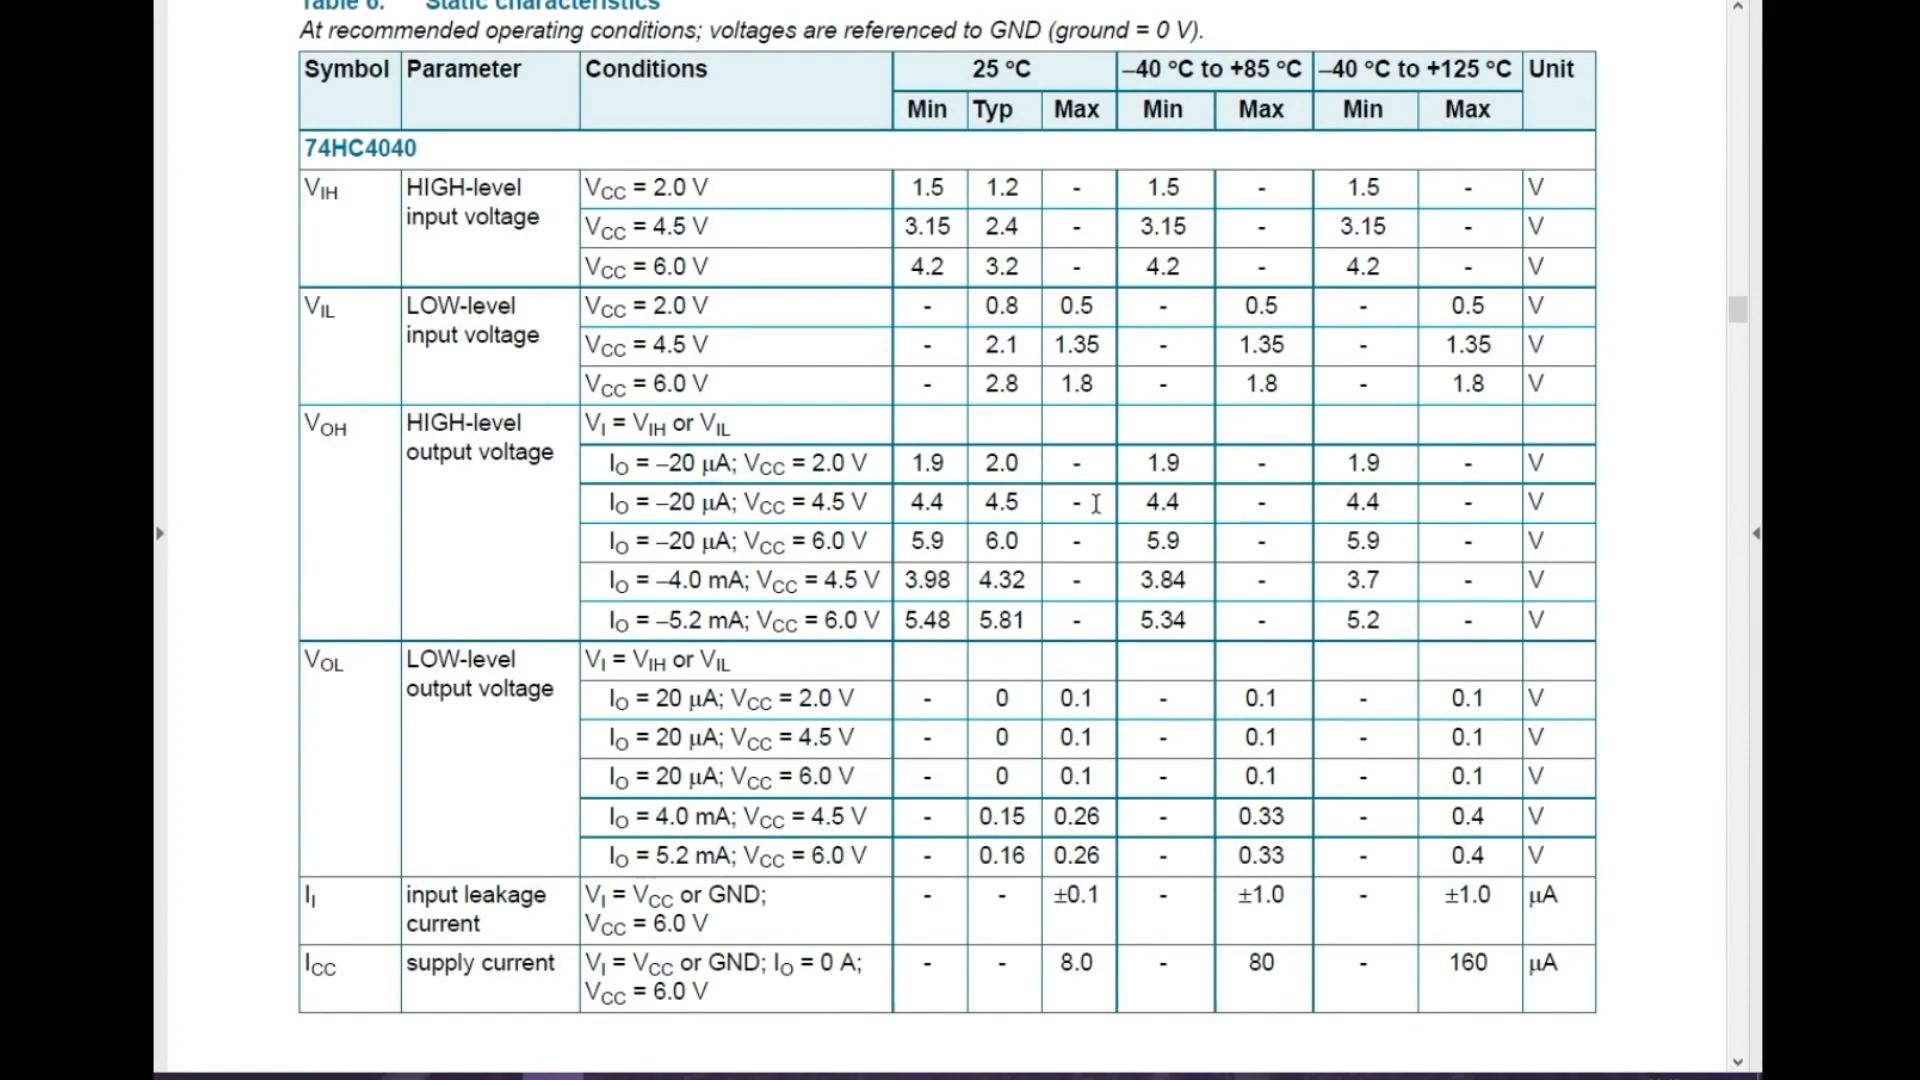 Table 6. Static characteristics
At recommended operating conditions; voltages are referenced to GND (ground = 0 V).
Symbol Parameter Conditions 25 °C –40 °C to +85 °C –40 °C to +125 °C Unit
Min Typ Max Min Max Min Max
74HC4040
VIH HIGH-level input voltage VCC = 2.0 V 1.5 1.2 - 1.5 - 1.5 - V
VCC = 4.5 V 3.15 2.4 - 3.15 - 3.15 - V
VCC = 6.0 V 4.2 3.2 - 4.2 - 4.2 - V
VIL LOW-level input voltage VCC = 2.0 V - 0.8 0.5 - 0.5 - 0.5 V
VCC = 4.5 V - 2.1 1.35 - 1.35 - 1.35 V
VCC = 6.0 V - 2.8 1.8 - 1.8 - 1.8 V
VOH HIGH-level output voltage VI = VIH or VIL
IO = –20 μA; VCC = 2.0 V 1.9 2.0 - 1.9 - 1.9 - V
IO = –20 μA; VCC = 4.5 V 4.4 4.5 - 4.4 - 4.4 - V
IO = –20 μA; VCC = 6.0 V 5.9 6.0 - 5.9 - 5.9 - V
IO = –4.0 mA; VCC = 4.5 V 3.98 4.32 - 3.84 - 3.7 - V
IO = –5.2 mA; VCC = 6.0 V 5.48 5.81 - 5.34 - 5.2 - V
VOL LOW-level output voltage VI = VIH or VIL
IO = 20 μA; VCC = 2.0 V - 0 0.1 - 0.1 - 0.1 V
IO = 20 μA; VCC = 4.5 V - 0 0.1 - 0.1 - 0.1 V
IO = 20 μA; VCC = 6.0 V - 0 0.1 - 0.1 - 0.1 V
IO = 4.0 mA; VCC = 4.5 V - 0.15 0.26 - 0.33 - 0.4 V
IO = 5.2 mA; VCC = 6.0 V - 0.16 0.26 - 0.33 - 0.4 V
II input leakage current VI = VCC or GND; VCC = 6.0 V - - ±0.1 - ±1.0 - ±1.0 μA
ICC supply current VI = VCC or GND; IO = 0 A; VCC = 6.0 V - - 8.0 - 80 - 160 μA